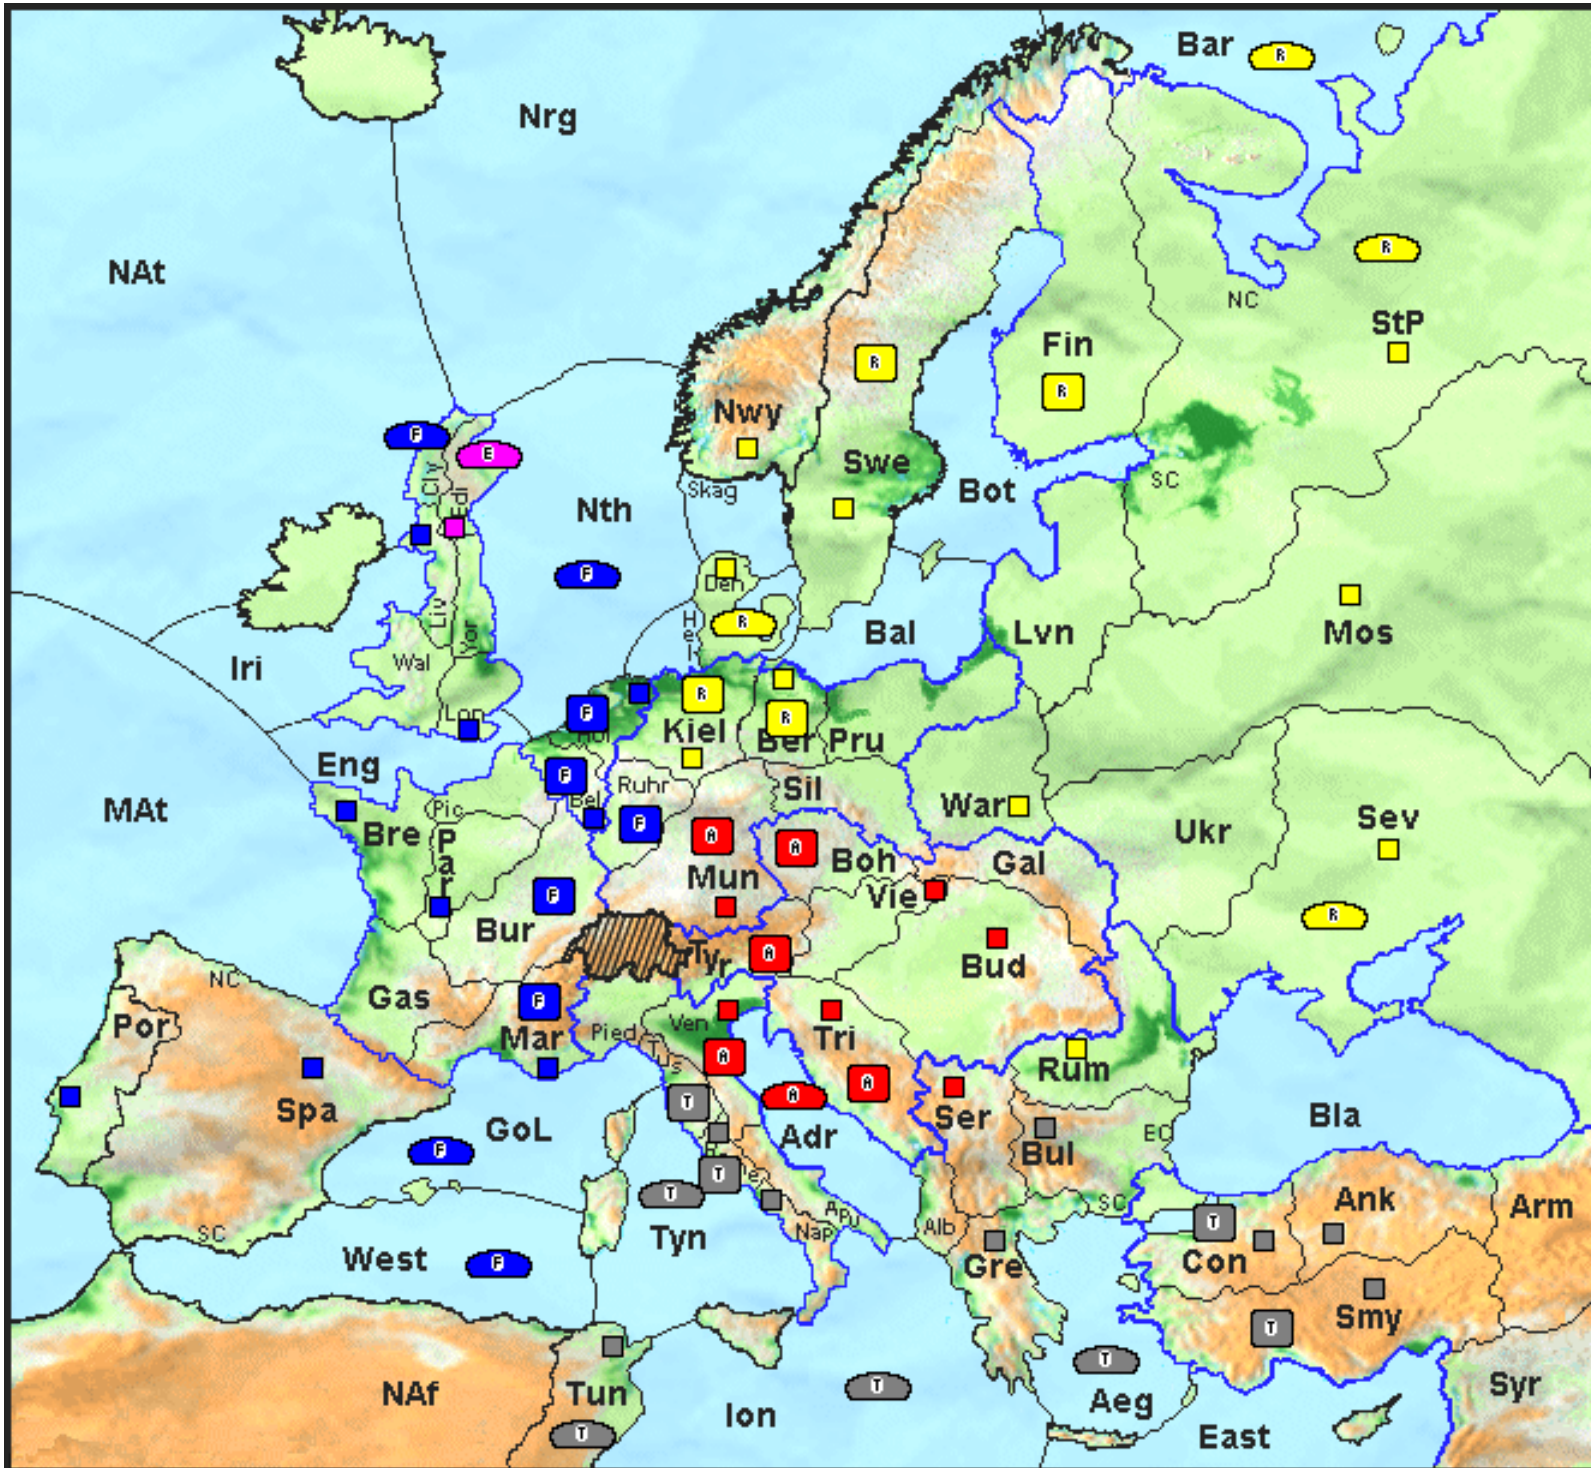 Bar
R
Nrg
R
NAt
NC
StP
Fin
R
R
Nwy
F
E
Cly
Edi
Swe
SC
Skag
Bot
Nth
F
Den
R
Hel
Bal
Lvn
Mos
Liv
Yor
Iri
Wal
Lon
R
F
Hol
Kiel
R
Ber
Pru
Eng
F
Ruhr
Sil
MAt
Pic
Bel
War
Bre
Par
F
A
A
Boh
Gal
Ukr
Sev
Mun
Vie
F
Bur
R
Tyr
A
Bud
NC
Gas
F
Por
Mar
Pied
Ven
Tri
Tus
A
Rum
Spa
A
A
Ser
T
GoL
Adr
Bul
EC
Bla
F
T
T
Ank
Arm
SC
West
F
Tyn
Nap
Apu
Alb
SC
T
Con
Gre
Smy
T
T
Aeg
NAf
Tun
T
Ion
T
East
Syr